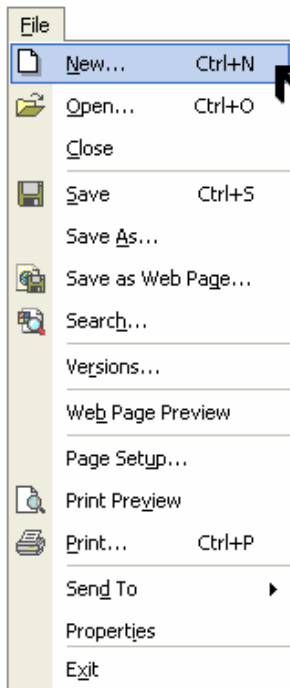 File
New... Ctrl+N
Open... Ctrl+O
Close
Save Ctrl+S
Save As...
Save as Web Page...
Search...
Versions...
Web Page Preview
Page Setup...
Print Preview
Print... Ctrl+P
Send To
Properties
Exit